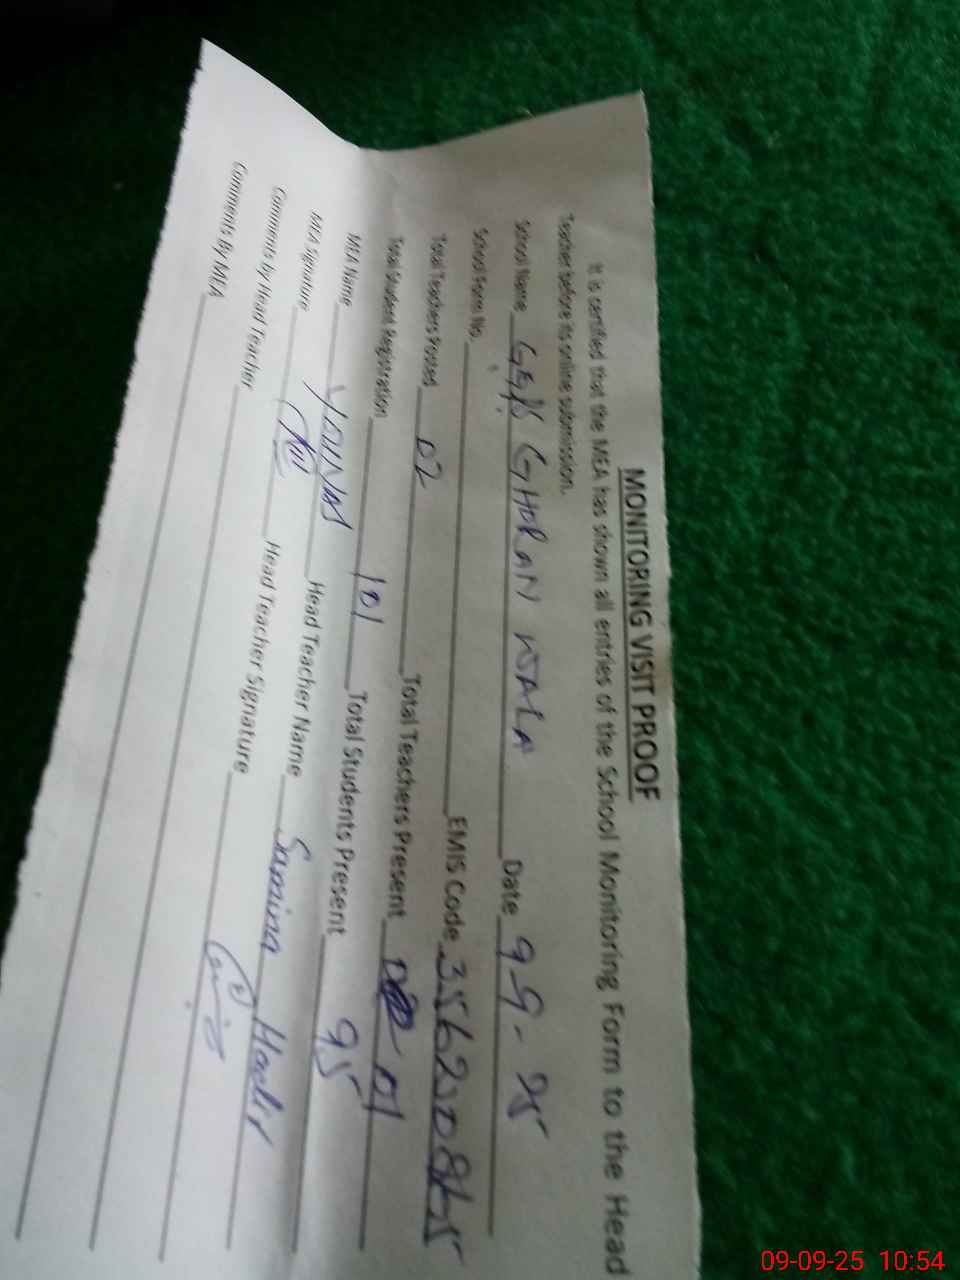 MONITORING VISIT PROOF
It is certified that the MEA has shown all entries of the School Monitoring Form to the Head
Teacher before its online submission.
School Name GHORAN WALA Date 9-9-25
School Form No. EMIS Code
Total Teachers Posted 02 Total Teachers Present 01
Total Student Registration 101 Total Students Present 95
MEA Name YOUNAS Head Teacher Name Samina
MEA Signature Head Teacher Signature
Comments by Head Teacher
Comments By MEA
09-09-25 10:54